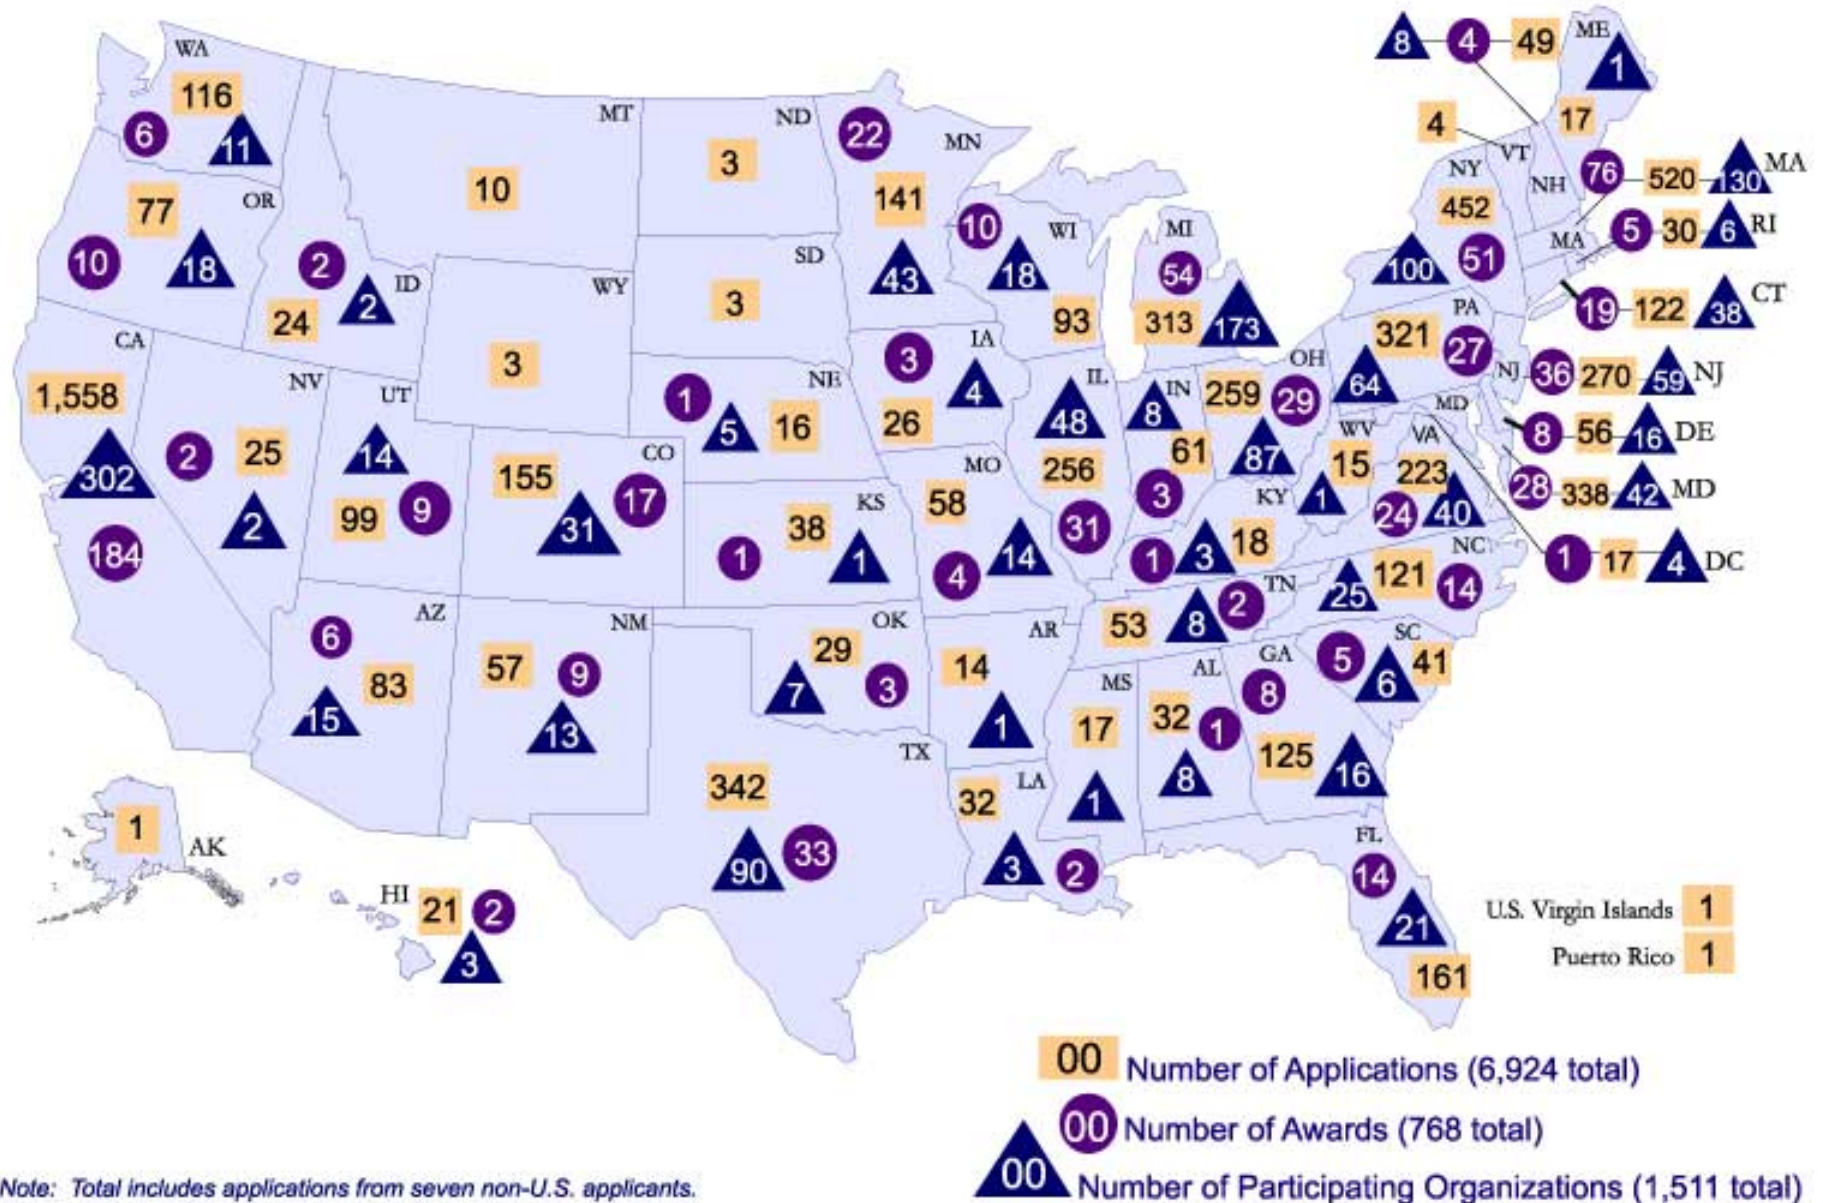 WA
116
6
11
OR
77
10
18
ID
2
24
2
MT
10
WY
3
ND
3
SD
3
MN
22
141
43
WI
10
18
93
MI
54
313
173
8
4
49
ME
1
17
4
VT
NH
NY
452
100
51
76
520
130
MA
MA
5
30
6
RI
19
122
38
CT
PA
321
27
64
NJ
36
270
59
NJ
8
56
16
DE
MD
28
338
42
MD
1
17
4
DC
CA
1,558
302
184
NV
2
25
2
UT
14
99
9
CO
155
17
31
NE
1
5
16
KS
38
1
1
IA
3
4
26
MO
58
4
14
IL
48
256
31
IN
8
61
3
OH
259
29
87
WV
15
1
VA
223
24
40
KY
1
3
18
TN
53
8
2
NC
25
121
14
SC
5
6
41
AZ
6
83
15
NM
57
9
13
OK
29
7
3
AR
14
1
TX
342
90
33
LA
32
3
2
MS
17
1
AL
32
1
8
GA
8
125
16
FL
14
21
161
1
AK
HI
21
2
3
U.S. Virgin Islands 1
Puerto Rico 1
00 Number of Applications (6,924 total)
00 Number of Awards (768 total)
00 Number of Participating Organizations (1,511 total)
Note: Total includes applications from seven non-U.S. applicants.